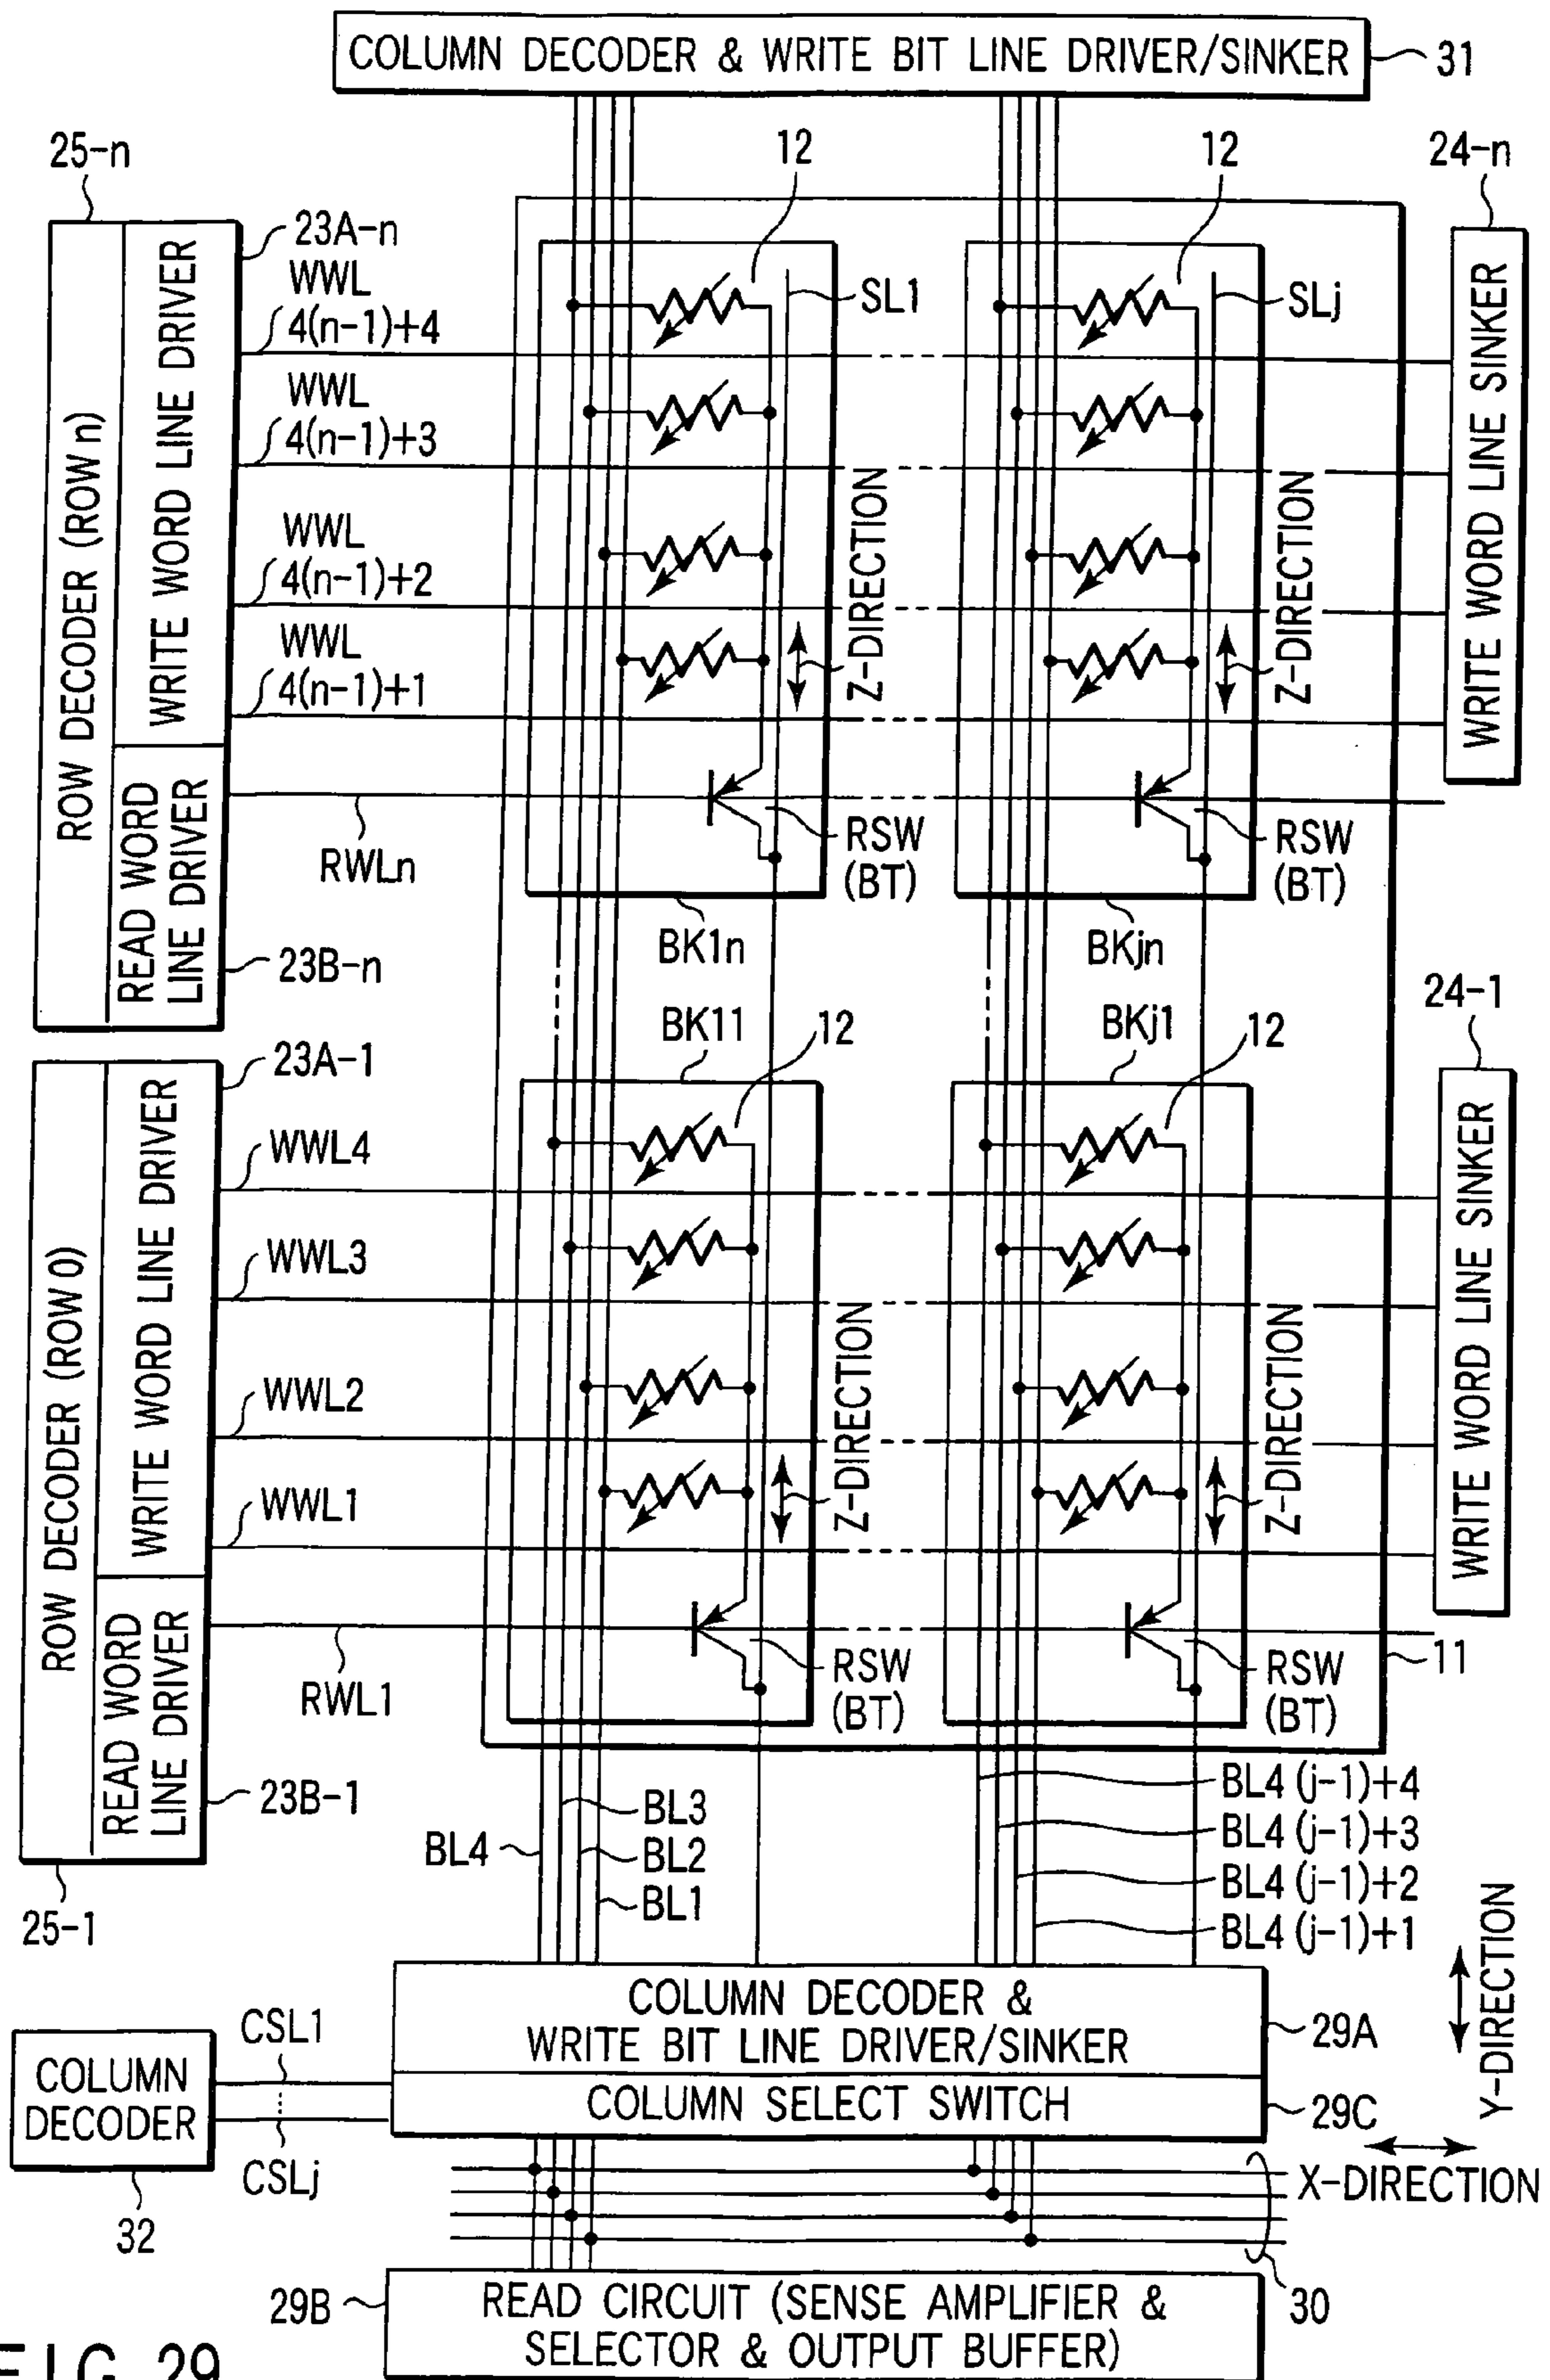 COLUMN DECODER & WRITE BIT LINE DRIVER/SINKER
31
25-n
12
12
24-n
23A-n
WWL
4(n-1)+4
WWL
4(n-1)+3
WWL
4(n-1)+2
WWL
4(n-1)+1
ROW DECODER (ROW n)
WRITE WORD LINE DRIVER
READ WORD
LINE DRIVER
SL1
SLj
Z-DIRECTION
Z-DIRECTION
WRITE WORD LINE SINKER
RWLn
RSW
(BT)
RSW
(BT)
23B-n
BK1n
BKjn
24-1
BK11
12
BKj1
12
23A-1
WWL4
WWL3
WWL2
WWL1
ROW DECODER (ROW 0)
WRITE WORD LINE DRIVER
READ WORD
LINE DRIVER
Z-DIRECTION
Z-DIRECTION
WRITE WORD LINE SINKER
RWL1
RSW
(BT)
RSW
(BT)
11
23B-1
25-1
BL4
BL3
BL2
BL1
BL4 (j-1)+4
BL4 (j-1)+3
BL4 (j-1)+2
BL4 (j-1)+1
Y-DIRECTION
X-DIRECTION
COLUMN DECODER &
WRITE BIT LINE DRIVER/SINKER
29A
COLUMN SELECT SWITCH
29C
CSL1
CSLj
COLUMN
DECODER
32
30
29B
READ CIRCUIT (SENSE AMPLIFIER &
SELECTOR & OUTPUT BUFFER)
FIG. 29